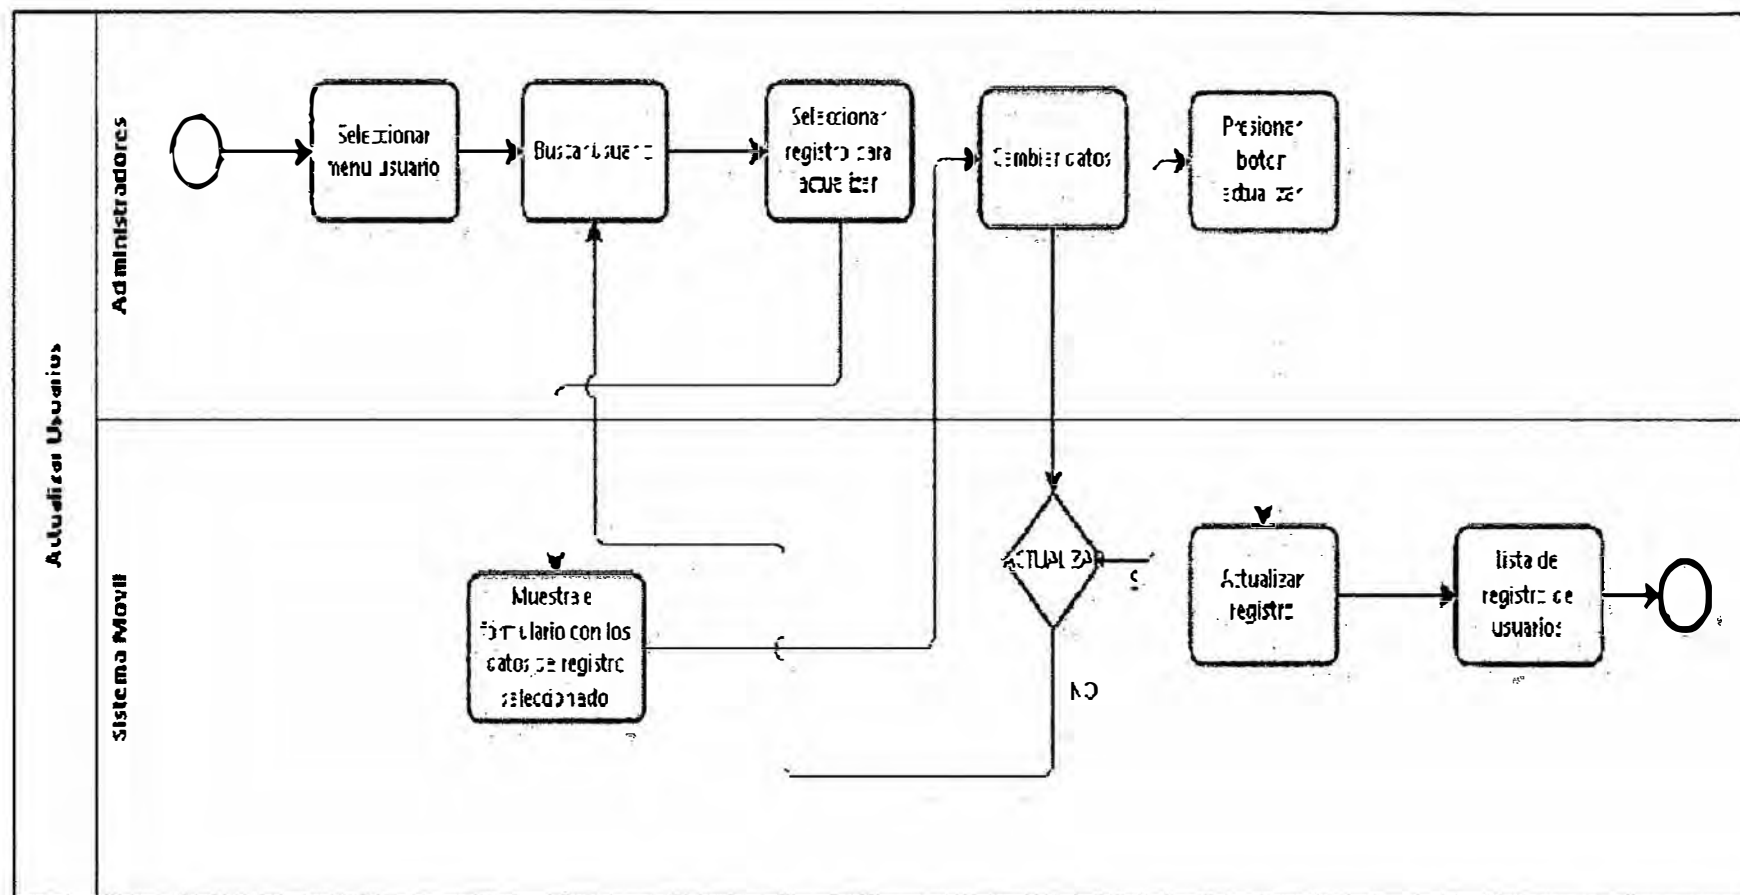 Actualizar Usuarios
Administradores
Seleccionar
menu usuario
Buscar usuario
Seleccionar
registro para
actualizar
Cambiar datos
Presionar
boton
actualizar
Sistema Movil
Muestra el
formulario con los
datos de registro
seleccionado
ACTUALIZA
NO
Actualizar
registro
lista de
registro de
usuarios